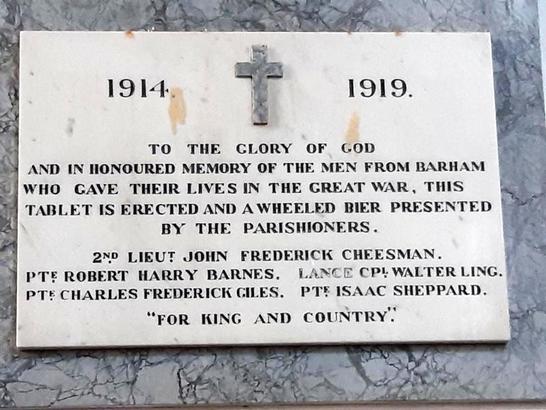 1914. 1919.
TO THE GLORY OF GOD
AND IN HONOURED MEMORY OF THE MEN FROM BARHAM
WHO GAVE THEIR LIVES IN THE GREAT WAR, THIS
TABLET IS ERECTED AND A WHEELED BIER PRESENTED
BY THE PARISHIONERS.
2ND LIEUT JOHN FREDERICK CHEESMAN.
PTE ROBERT HARRY BARNES. LANCE CPL WALTER LING.
PTE CHARLES FREDERICK GILES. PTE ISAAC SHEPPARD.
"FOR KING AND COUNTRY".